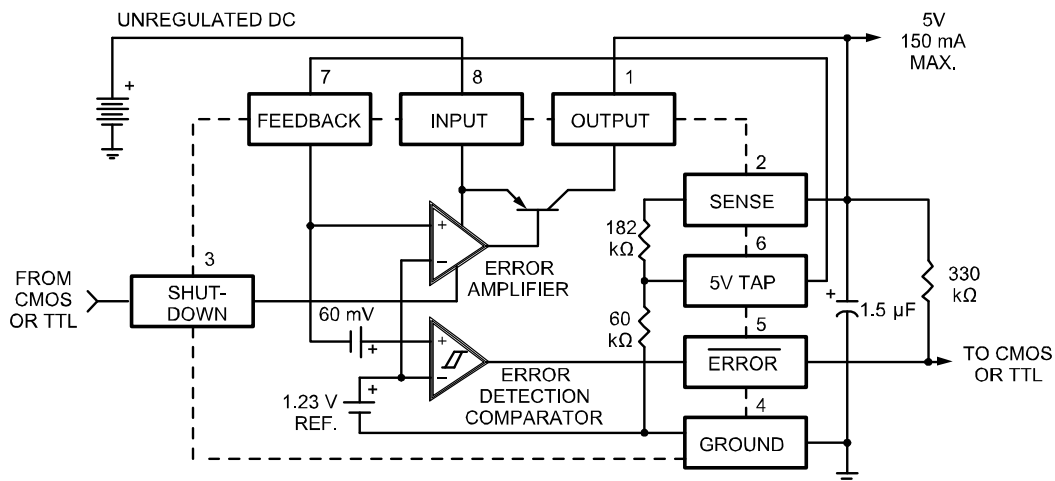 UNREGULATED DC
5V
150 mA
MAX.
7
8
1
+
FEEDBACK
INPUT
OUTPUT
2
SENSE
182
kΩ
+
6
–
ERROR
AMPLIFIER
5V TAP
330
kΩ
3
FROM
CMOS
OR TTL
SHUT-
DOWN
+
1.5 µF
60 mV
+
+
60
kΩ
5
ERROR
TO CMOS
OR TTL
–
ERROR
DETECTION
COMPARATOR
+
1.23 V
REF.
4
GROUND